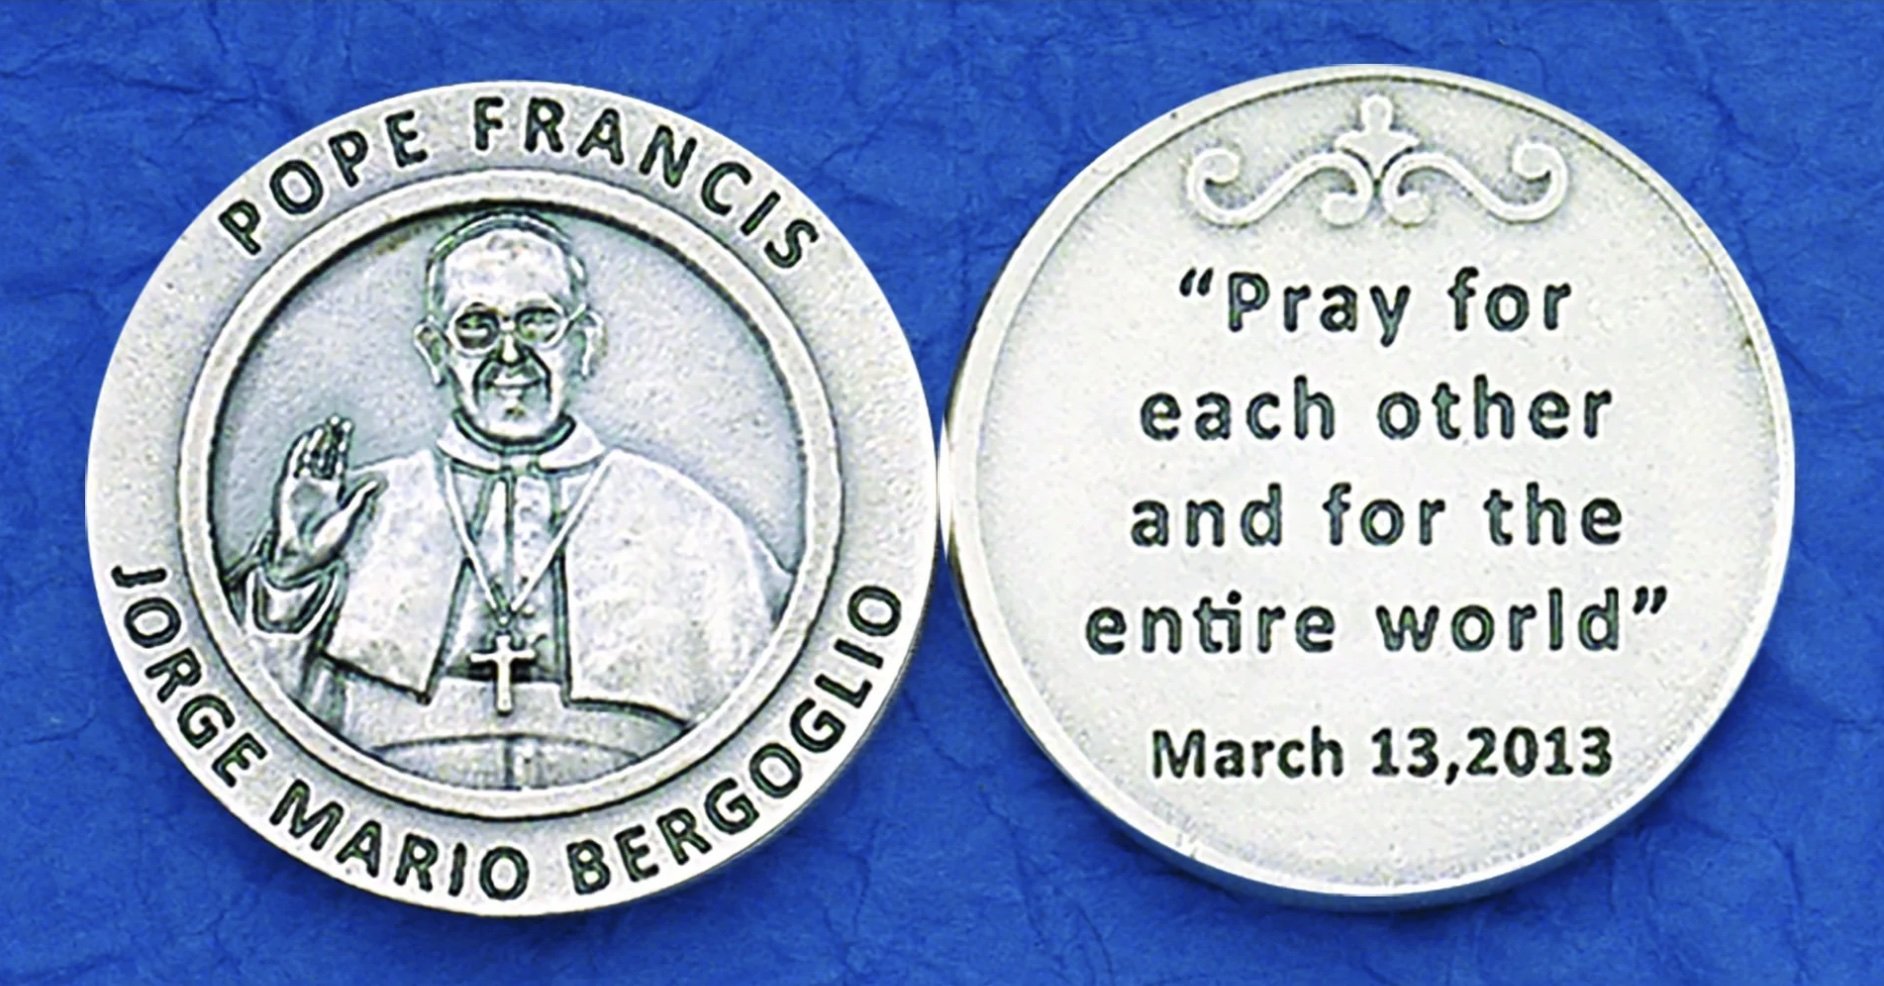 POPE FRANCIS
JORGE MARIO BERGOGLIO
“Pray for
each other
and for the
entire world”
March 13,2013